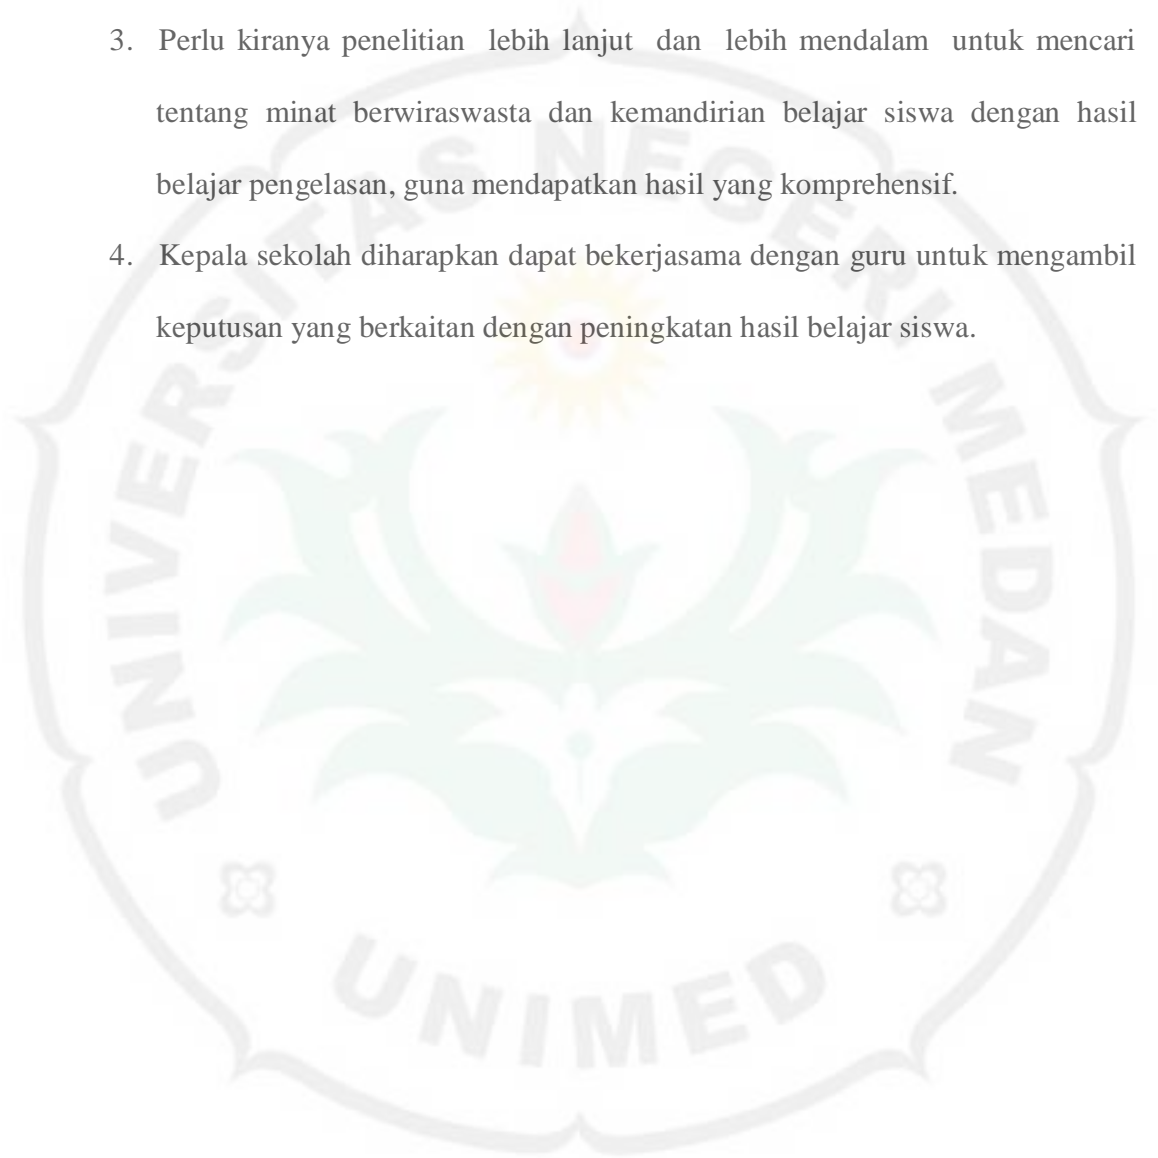 3. Perlu kiranya penelitian lebih lanjut dan lebih mendalam untuk mencari
tentang minat berwiraswasta dan kemandirian belajar siswa dengan hasil
belajar pengelasan, guna mendapatkan hasil yang komprehensif.
4. Kepala sekolah diharapkan dapat bekerjasama dengan guru untuk mengambil
keputusan yang berkaitan dengan peningkatan hasil belajar siswa.
UNIVERSITAS NEGERI MEDAN
UNIMED